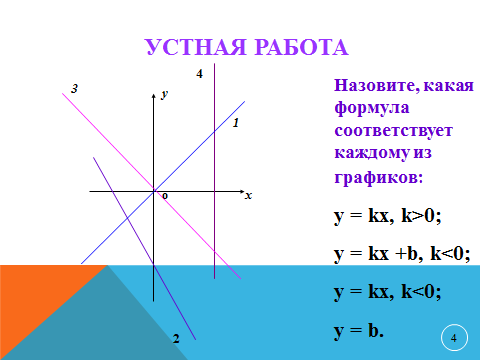 УСТНАЯ РАБОТА
4
3
y
1
Назовите, какая
формула
соответствует
каждому из
графиков:
o
x
y = kx, k>0;
y = kx +b, k<0;
y = kx, k<0;
y = b.
2
4